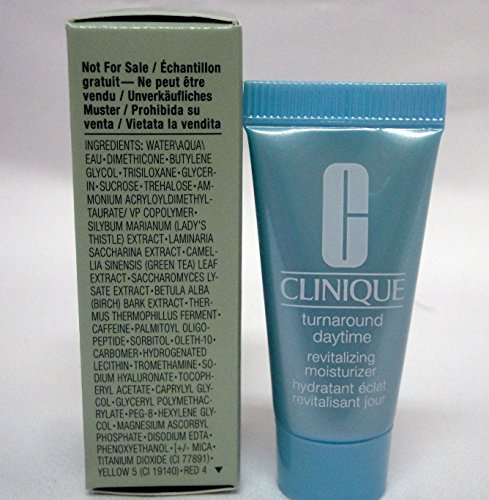 Not For Sale / Échantillon
gratuit— Ne peut être
vendu / Unverkäufliches
Muster / Prohibida su
venta / Vietata la vendita
INGREDIENTS: WATER\AQUA\
EAU•DIMETHICONE•BUTYLENE
GLYCOL•TRISILOXANE•GLYCER-
IN•SUCROSE•TREHALOSE•AM-
MONIUM ACRYLOYLDIMETHYL-
TAURATE/ VP COPOLYMER•
SILYBUM MARIANUM (LADY'S
THISTLE) EXTRACT•LAMINARIA
SACCHARINA EXTRACT•CAMEL-
LIA SINENSIS (GREEN TEA) LEAF
EXTRACT•SACCHAROMYCES LY-
SATE EXTRACT•BETULA ALBA
(BIRCH) BARK EXTRACT•THER-
MUS THERMOPHILLUS FERMENT•
CAFFEINE•PALMITOYL OLIGO-
PEPTIDE•SORBITOL•OLETH-10•
CARBOMER•HYDROGENATED
LECITHIN•TROMETHAMINE•SO-
DIUM HYALURONATE•TOCOPH-
ERYL ACETATE•CAPRYLYL GLY-
COL•GLYCERYL POLYMETHAC-
RYLATE•PEG-8•HEXYLENE GLY-
COL•MAGNESIUM ASCORBYL
PHOSPHATE•DISODIUM EDTA•
PHENOXYETHANOL•[+/- MICA•
TITANIUM DIOXIDE (CI 77891)•
YELLOW 5 (CI 19140)•RED 4 ▼
C
CLINIQUE
turnaround
daytime
revitalizing
moisturizer
hydratant éclat
revitalisant jour